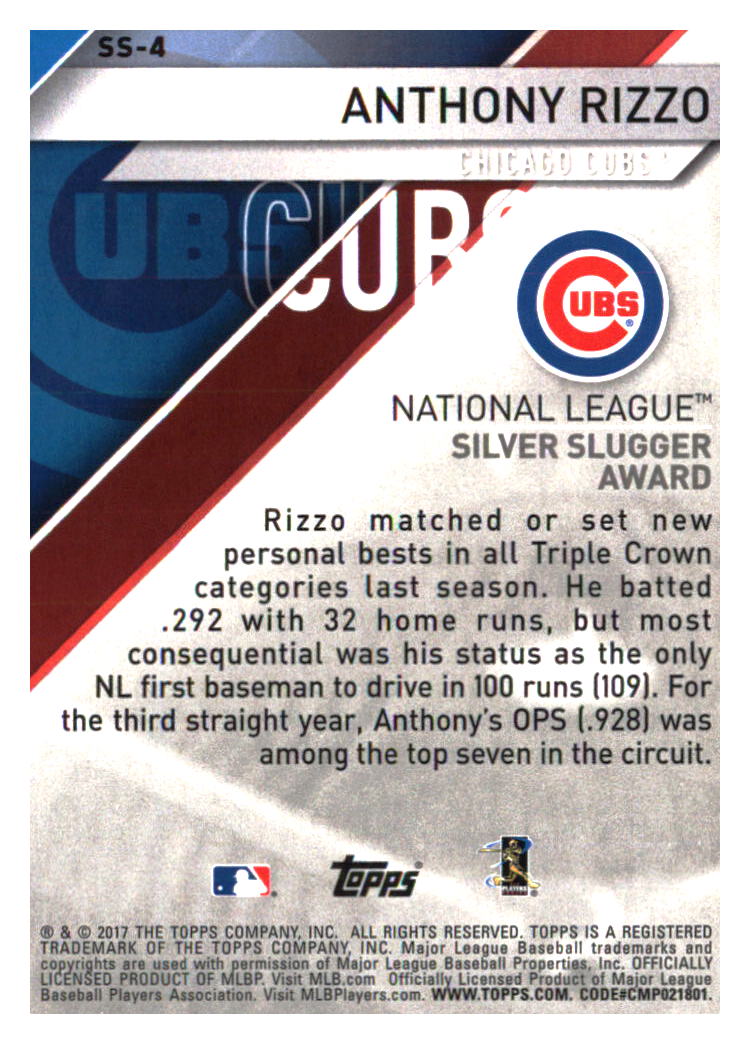 SS-4
ANTHONY RIZZO
CHICAGO CUBS
UBS
CUBS
UBS ®
NATIONAL LEAGUE™
SILVER SLUGGER
AWARD
Rizzo matched or set new
personal bests in all Triple Crown
categories last season. He batted
.292 with 32 home runs, but most
consequential was his status as the only
NL first baseman to drive in 100 runs (109). For
the third straight year, Anthony's OPS (.928) was
among the top seven in the circuit.
topps®
PLAYERS
® & © 2017 THE TOPPS COMPANY, INC. ALL RIGHTS RESERVED. TOPPS IS A REGISTERED
TRADEMARK OF THE TOPPS COMPANY, INC. Major League Baseball trademarks and
copyrights are used with permission of Major League Baseball Properties, Inc. OFFICIALLY
LICENSED PRODUCT OF MLBP. Visit MLB.com Officially Licensed Product of Major League
Baseball Players Association. Visit MLBPlayers.com. WWW.TOPPS.COM. CODE#CMP021801.